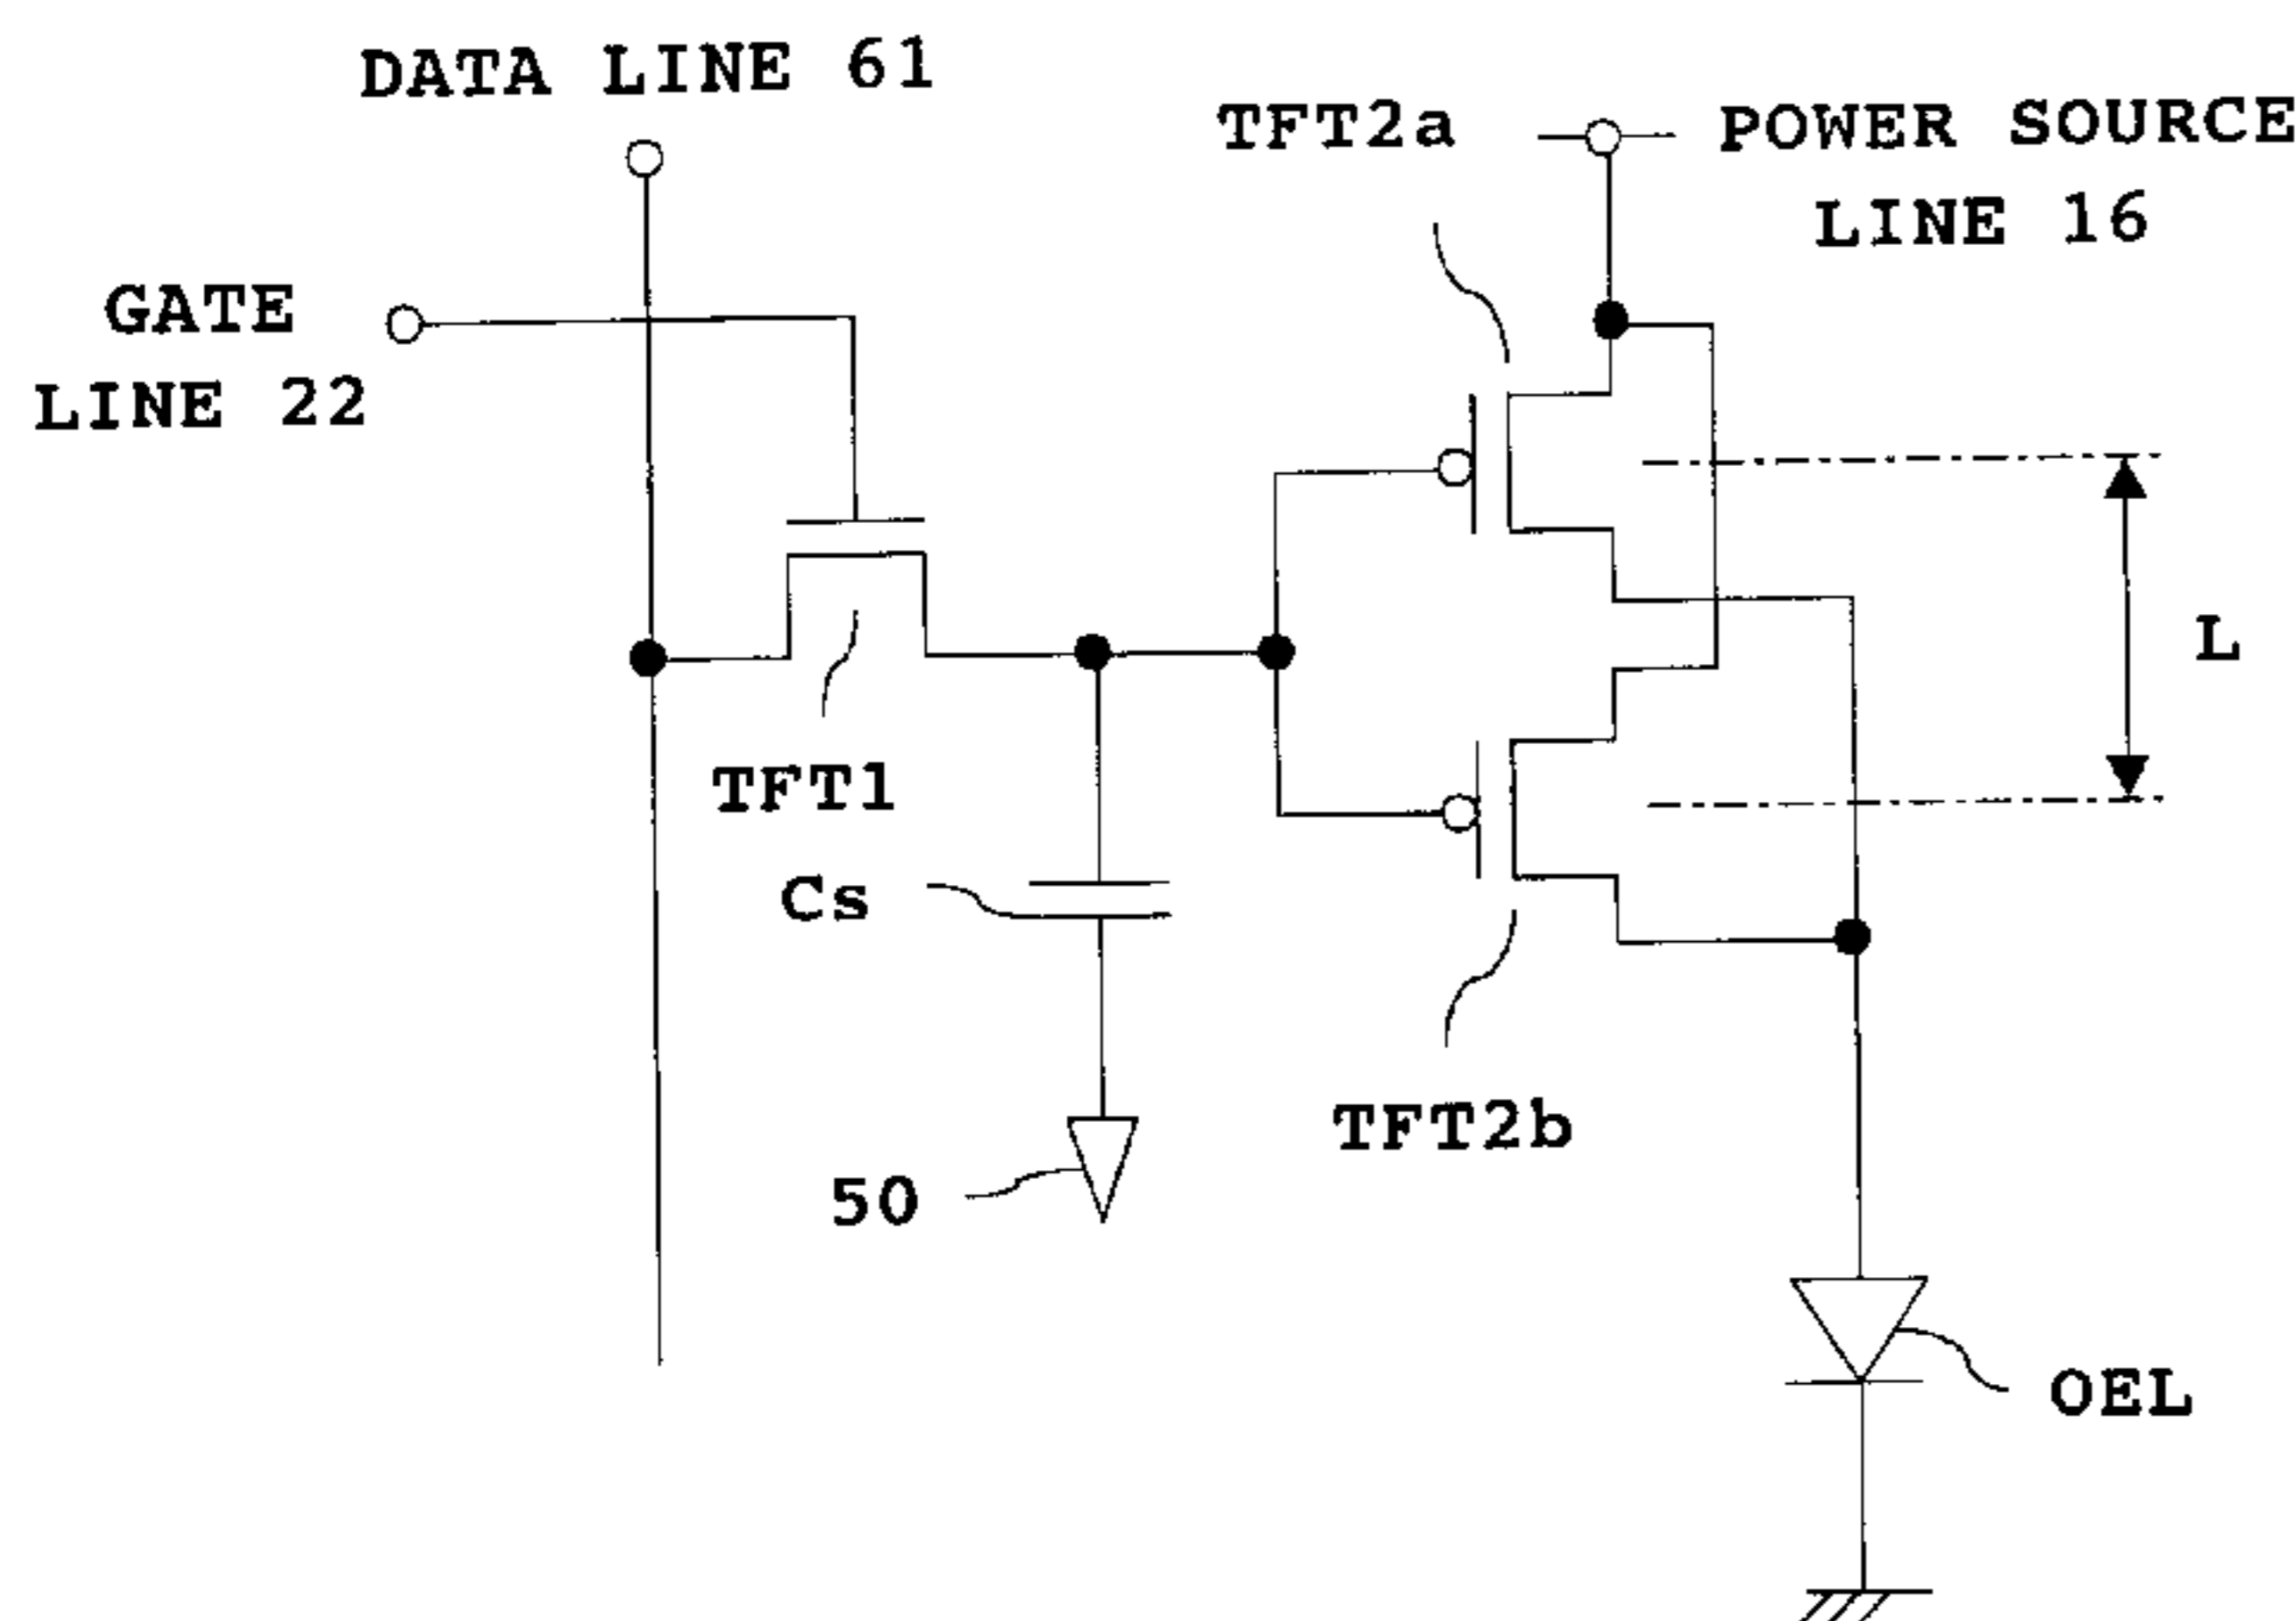 DATA LINE 61
TFT2a
POWER SOURCE
LINE 16
GATE
LINE 22
L
TFT1
Cs
TFT2b
50
OEL